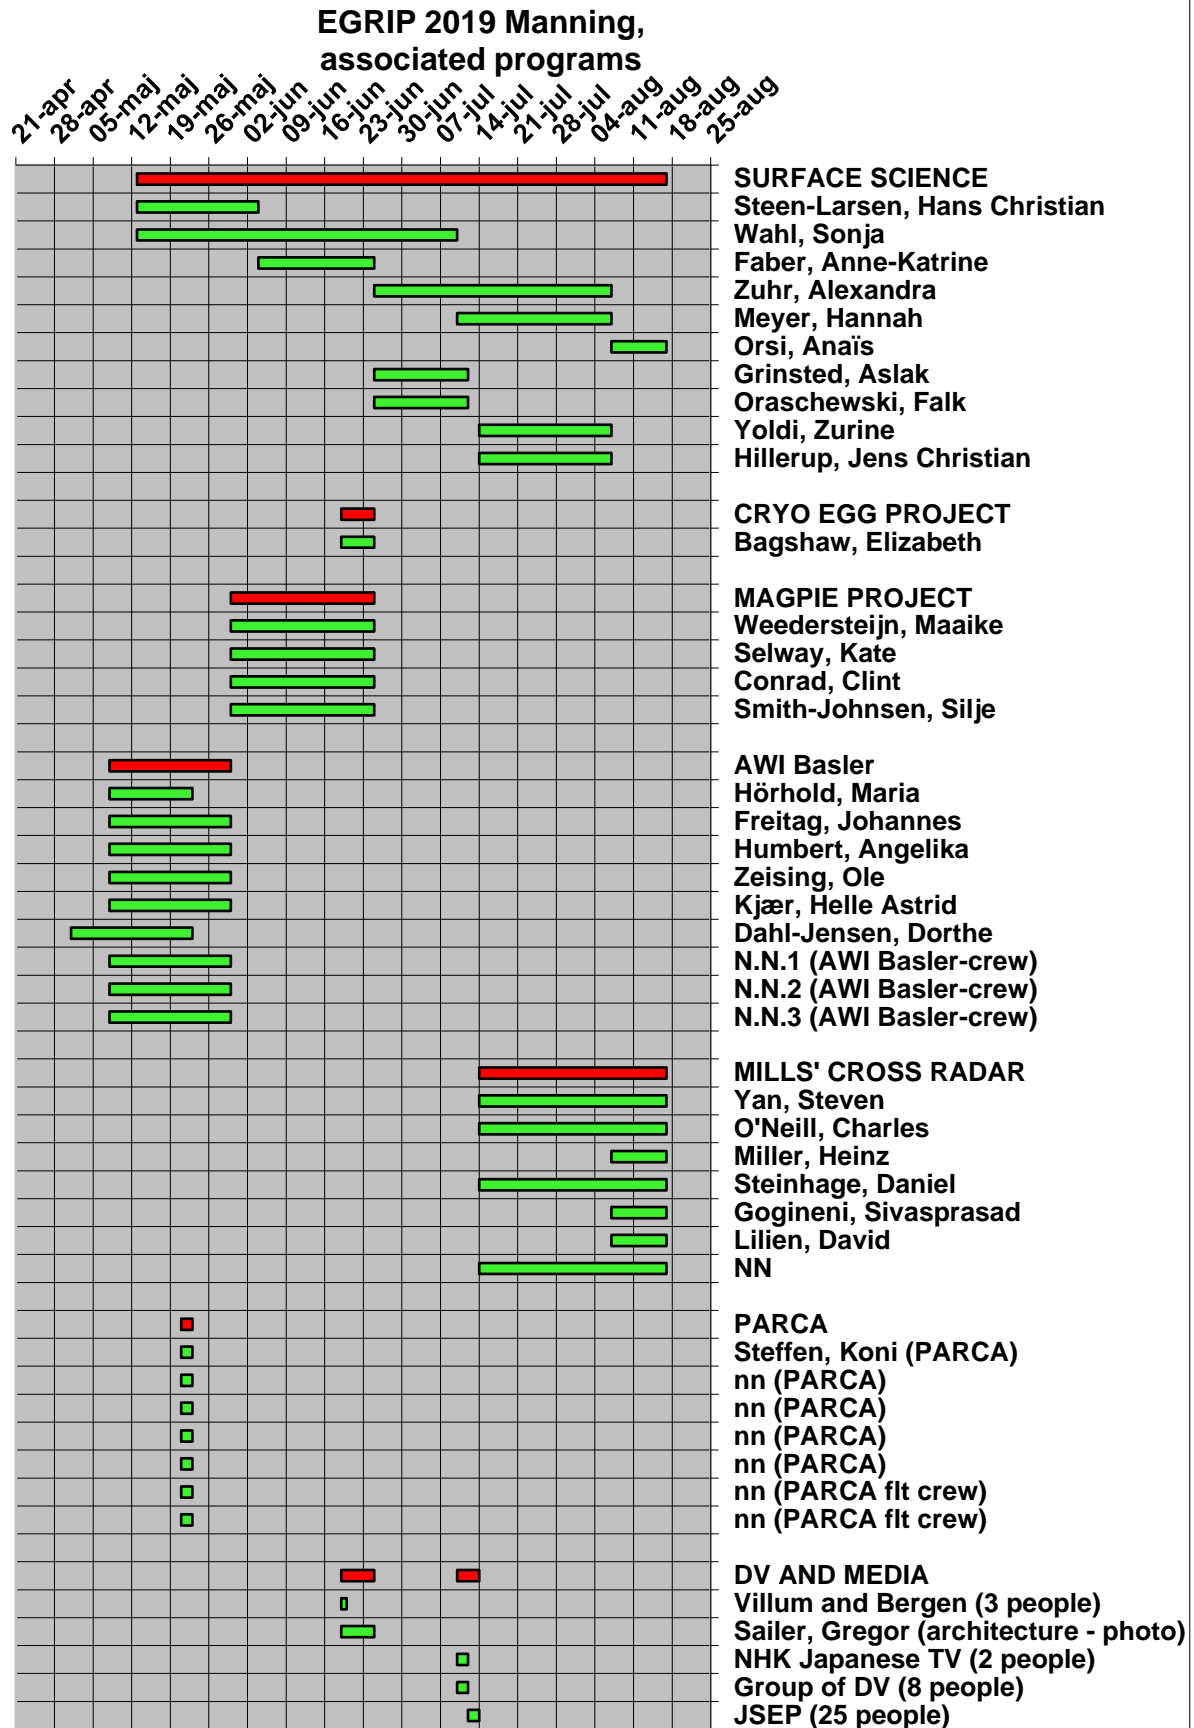 EGRIP 2019 Manning,
associated programs
21-apr
28-apr
05-maj
12-maj
19-maj
26-maj
02-jun
09-jun
16-jun
23-jun
30-jun
07-jul
14-jul
21-jul
28-jul
04-aug
11-aug
18-aug
25-aug
SURFACE SCIENCE
Steen-Larsen, Hans Christian
Wahl, Sonja
Faber, Anne-Katrine
Zuhr, Alexandra
Meyer, Hannah
Orsi, Anaïs
Grinsted, Aslak
Oraschewski, Falk
Yoldi, Zurine
Hillerup, Jens Christian
CRYO EGG PROJECT
Bagshaw, Elizabeth
MAGPIE PROJECT
Weedersteijn, Maaike
Selway, Kate
Conrad, Clint
Smith-Johnsen, Silje
AWI Basler
Hörhold, Maria
Freitag, Johannes
Humbert, Angelika
Zeising, Ole
Kjær, Helle Astrid
Dahl-Jensen, Dorthe
N.N.1 (AWI Basler-crew)
N.N.2 (AWI Basler-crew)
N.N.3 (AWI Basler-crew)
MILLS' CROSS RADAR
Yan, Steven
O'Neill, Charles
Miller, Heinz
Steinhage, Daniel
Gogineni, Sivasprasad
Lilien, David
NN
PARCA
Steffen, Koni (PARCA)
nn (PARCA)
nn (PARCA)
nn (PARCA)
nn (PARCA)
nn (PARCA flt crew)
nn (PARCA flt crew)
DV AND MEDIA
Villum and Bergen (3 people)
Sailer, Gregor (architecture - photo)
NHK Japanese TV (2 people)
Group of DV (8 people)
JSEP (25 people)